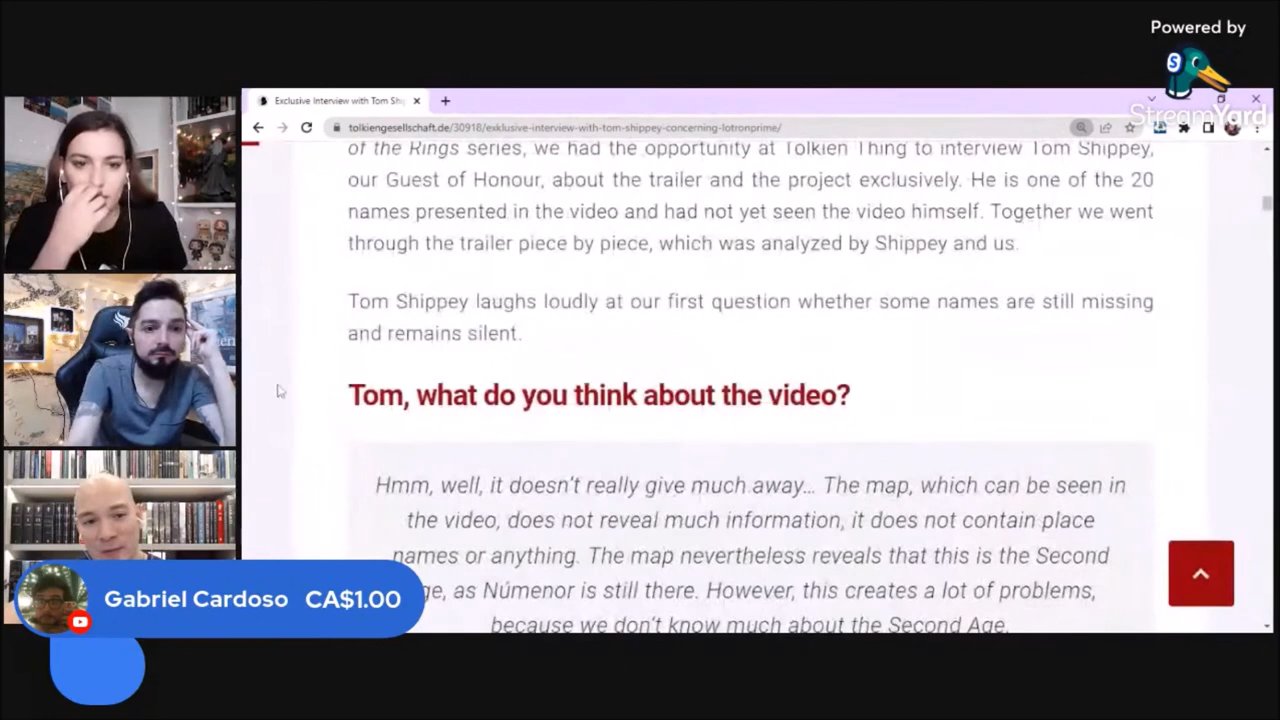 Powered by
StreamYard
Exclusive Interview with Tom Shi
tolkiengesellschaft.de/30918/exklusive-interview-with-tom-shippey-concerning-lotronprime/
of the Rings series, we had the opportunity at Tolkien Thing to interview Tom Shippey,
our Guest of Honour, about the trailer and the project exclusively. He is one of the 20
names presented in the video and had not yet seen the video himself. Together we went
through the trailer piece by piece, which was analyzed by Shippey and us.
Tom Shippey laughs loudly at our first question whether some names are still missing
and remains silent.
Tom, what do you think about the video?
Hmm, well, it doesn't really give much away... The map, which can be seen in
the video, does not reveal much information, it does not contain place
names or anything. The map nevertheless reveals that this is the Second
ge, as Númenor is still there. However, this creates a lot of problems,
because we don't know much about the Second Age.
Gabriel Cardoso CA$1.00